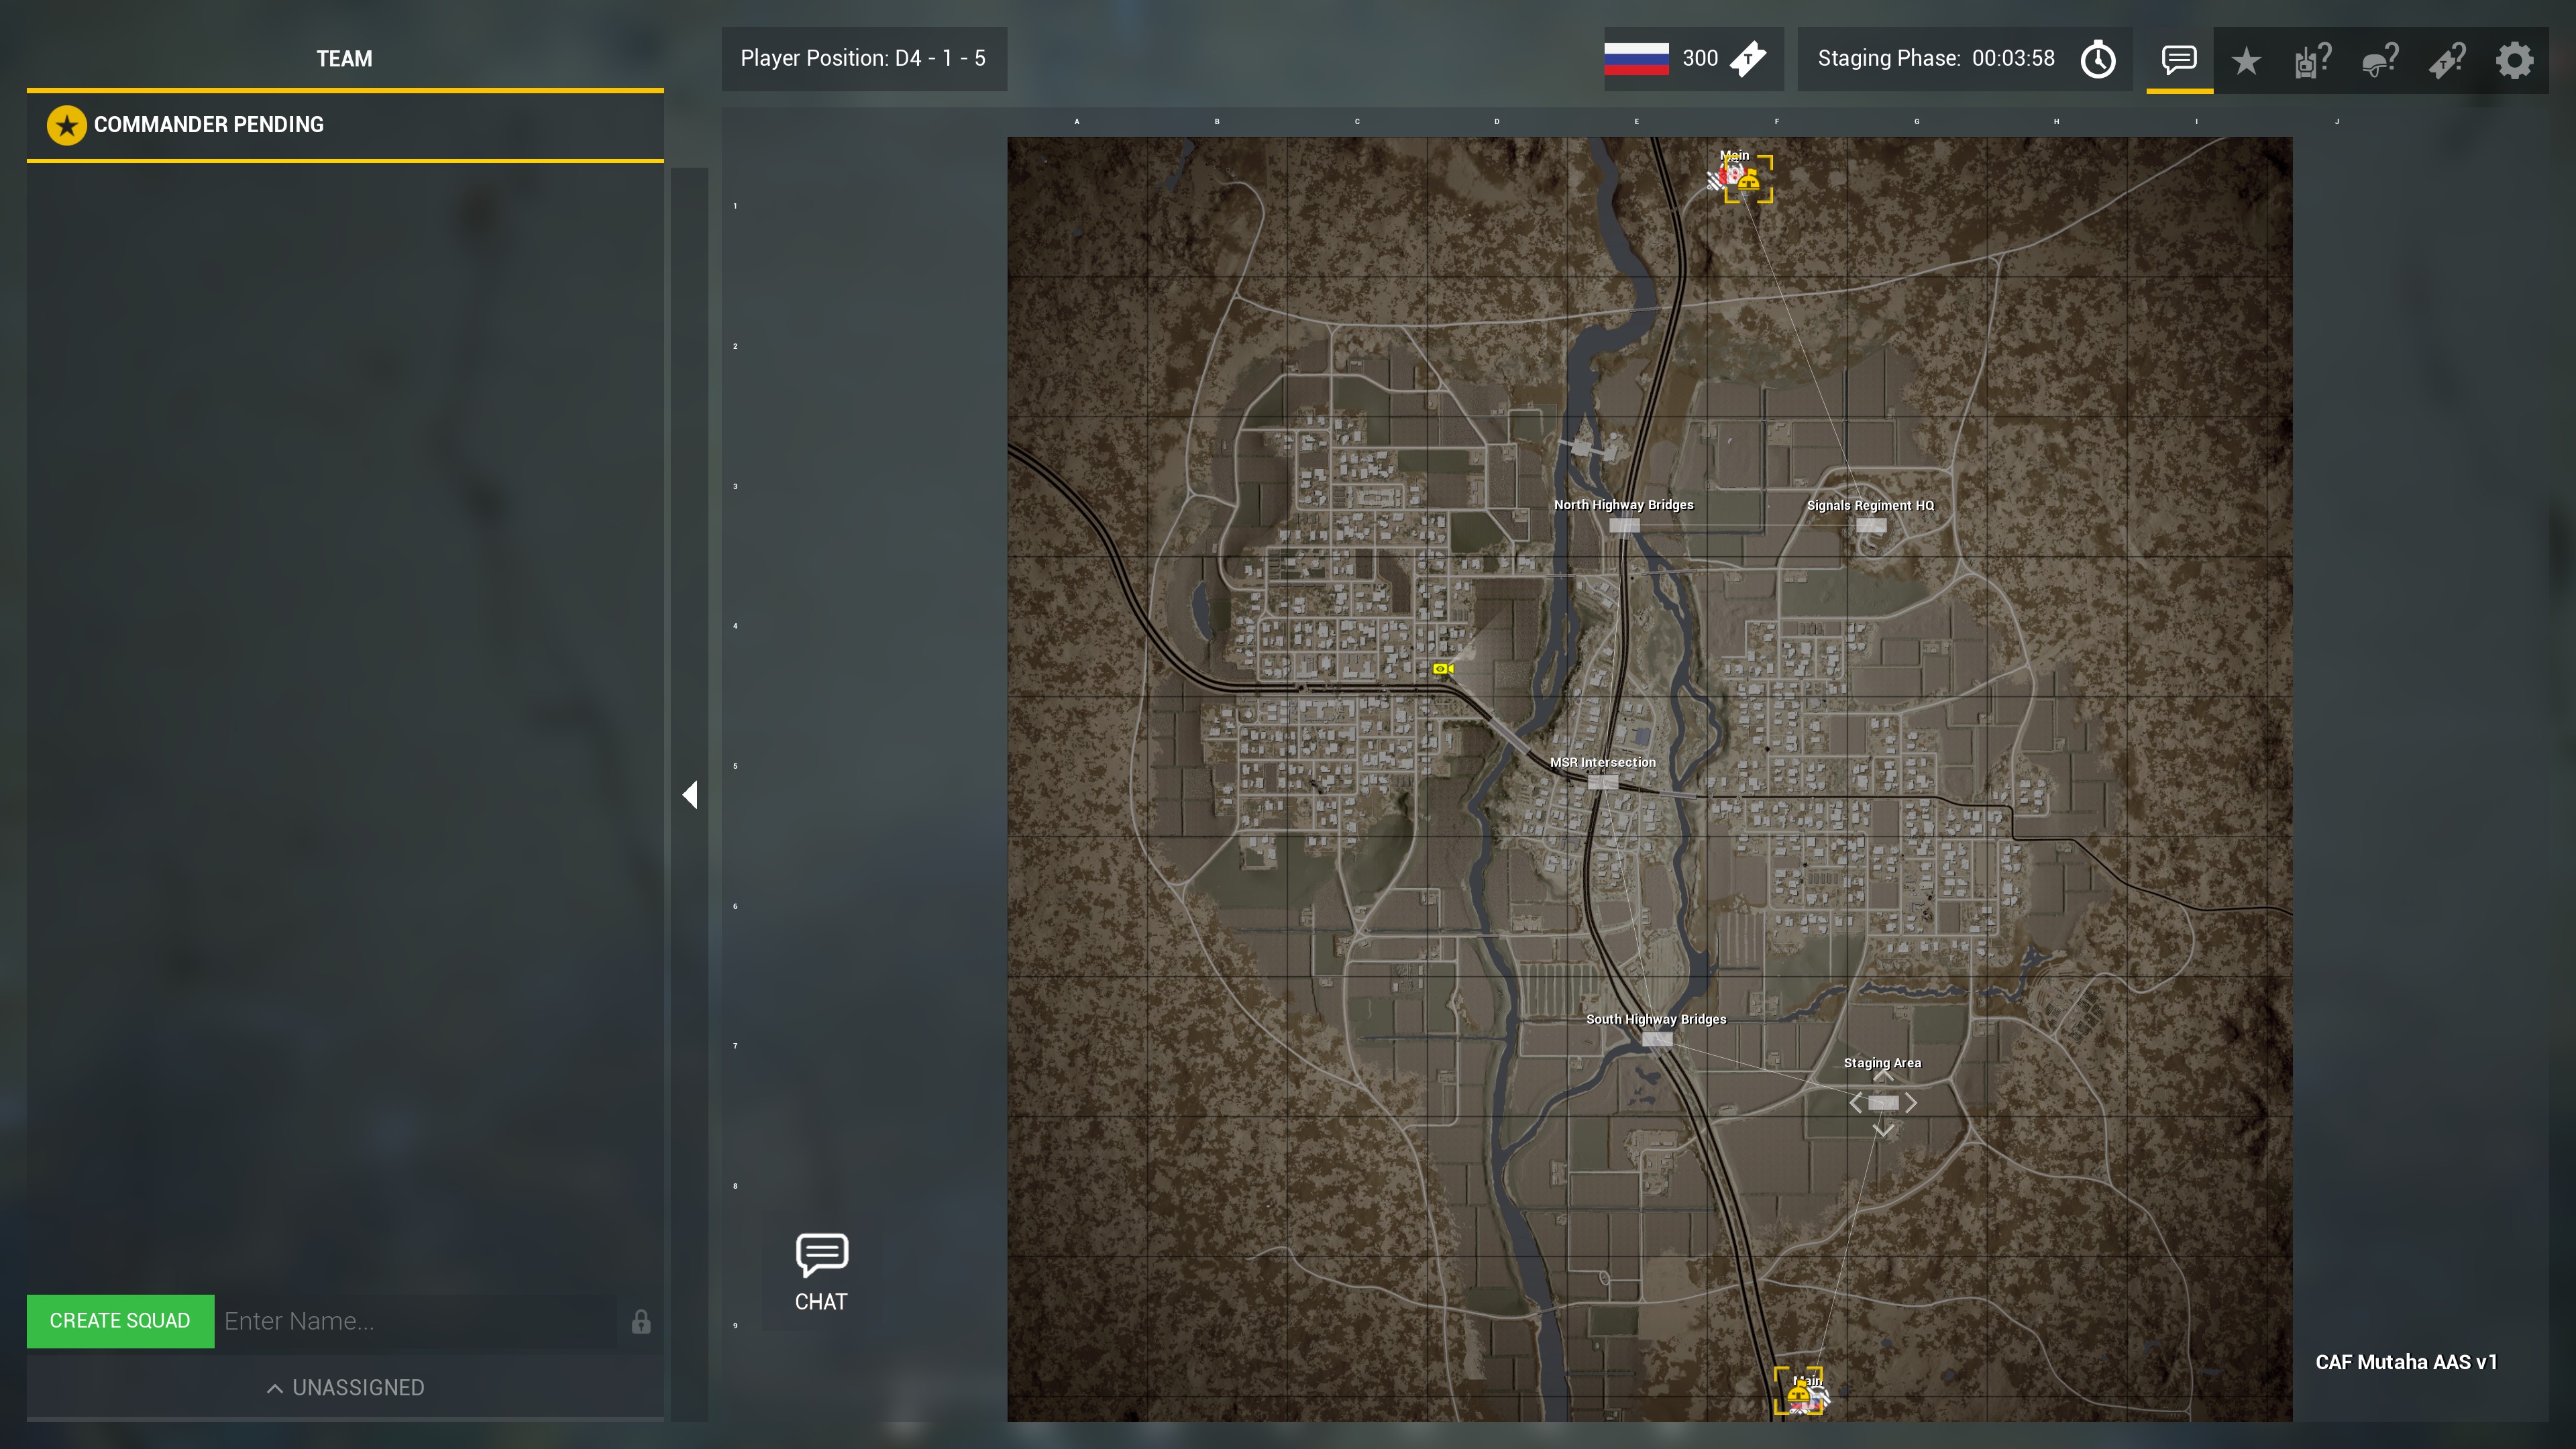 TEAM
COMMANDER PENDING
Player Position: D4 - 1 - 5
300
Staging Phase: 00:03:58
A B C D E F G H I J
1
2
3
4
5
6
7
8
9
Main
North Highway Bridges
Signals Regiment HQ
MSR Intersection
South Highway Bridges
Staging Area
Main
CHAT
CREATE SQUAD
Enter Name...
UNASSIGNED
CAF Mutaha AAS v1